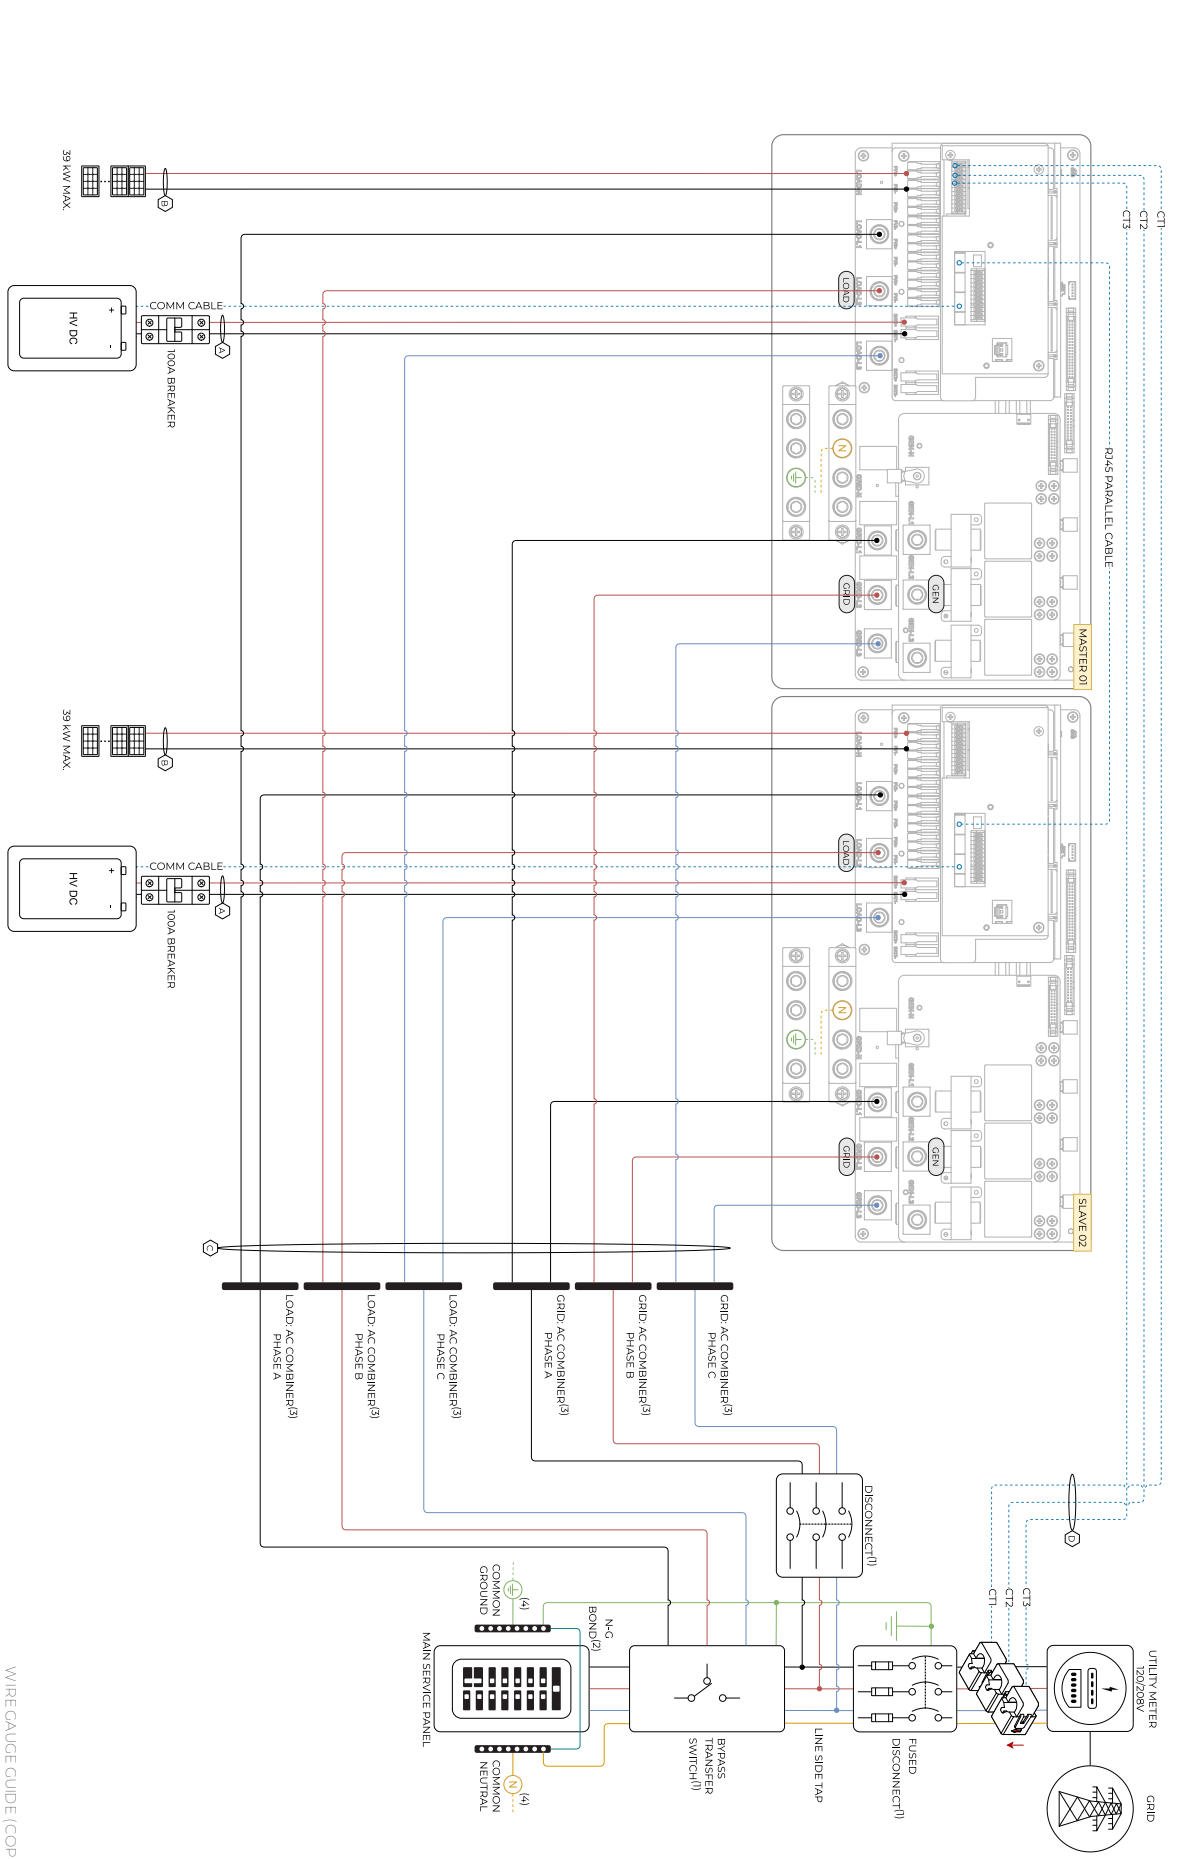 CT1
CT2
CT3
RJ45 PARALLEL CABLE
MASTER 01
SLAVE 02
GEN
GEN
LOAD
GRID
LOAD
GRID
N
N
LOAD-L1
LOAD-L1
COMM CABLE
COMM CABLE
A
A
B
B
100A BREAKER
100A BREAKER
+
-
HV DC
+
-
HV DC
39 kW MAX.
39 kW MAX.
C
GRID: AC COMBINER(3)
PHASE C
GRID: AC COMBINER(3)
PHASE B
GRID: AC COMBINER(3)
PHASE A
LOAD: AC COMBINER(3)
PHASE C
LOAD: AC COMBINER(3)
PHASE B
LOAD: AC COMBINER(3)
PHASE A
D
UTILITY METER
120/208V
GRID
CT3
CT2
CT1
DISCONNECT(1)
FUSED
DISCONNECT(1)
LINE SIDE TAP
BYPASS
TRANSFER
SWITCH(1)
N-G
BOND(2)
(4)
COMMON
GROUND
(4)
N
COMMON
NEUTRAL
MAIN SERVICE PANEL
WIRE GAUGE GUIDE (COP